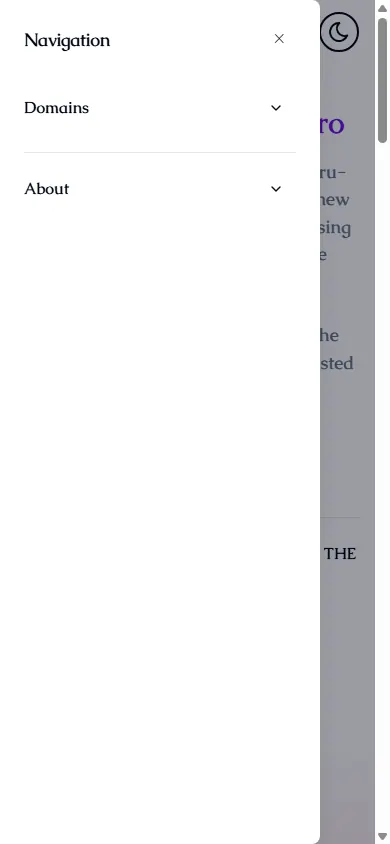 Navigation
Domains
About
ro
ru-
new
sing
e
he
sted
THE